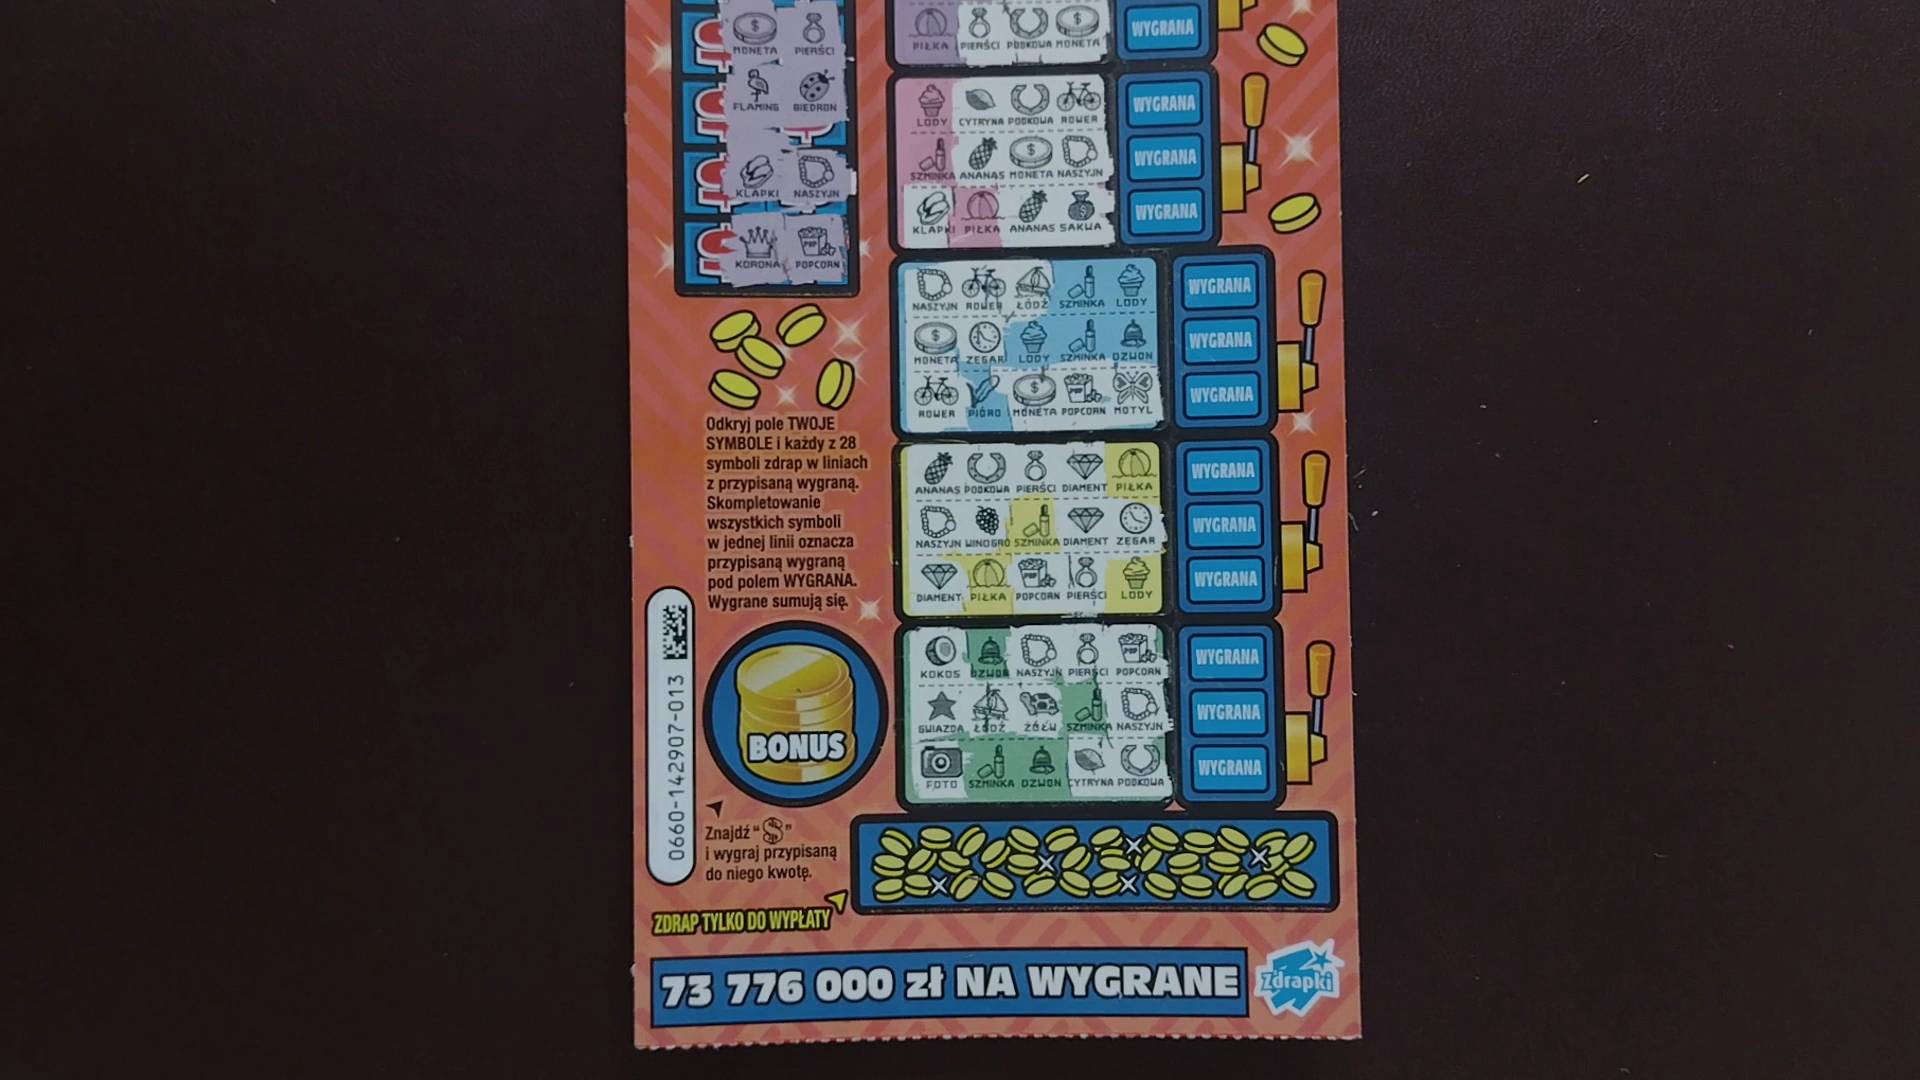 MONETA PIERŚCI
FLAMING BIEDRON
KLAPKI NASZYJN
KORONA POPCORN
PIŁKA PIERŚCI PODKOWA MONETA
WYGRANA
LODY CYTRYNA PODKOWA ROWER
WYGRANA
SZMINKA ANANAS MONETA NASZYJN
WYGRANA
KLAPKI PIŁKA ANANAS SAKWA
WYGRANA
NASZYJN ROWER ŁÓDŹ SZMINKA LODY
WYGRANA
MONETA ZEGAR LODY SZMINKA DZWON
WYGRANA
ROWER PIÓRO MONETA POPCORN MOTYL
WYGRANA
ANANAS PODKOWA PIERŚCI DIAMENT PIŁKA
WYGRANA
NASZYJN WINOGRO SZMINKA DIAMENT ZEGAR
WYGRANA
DIAMENT PIŁKA POPCORN PIERŚCI LODY
WYGRANA
KOKOS DZWON NASZYJN PIERŚCI POPCORN
WYGRANA
GWIAZDA ŁÓDŹ ŻÓŁW SZMINKA NASZYJN
WYGRANA
FOTO SZMINKA DZWON CYTRYNA PODKOWA
WYGRANA
Odkryj pole TWOJE
SYMBOLE i każdy z 28
symboli zdrap w liniach
z przypisaną wygraną.
Skompletowanie
wszystkich symboli
w jednej linii oznacza
przypisaną wygraną
pod polem WYGRANA.
Wygrane sumują się.
0660-142907-013
BONUS
Znajdź "$"
i wygraj przypisaną
do niego kwotę.
ZDRAP TYLKO DO WYPŁATY
73 776 000 zł NA WYGRANE
Zdrapki